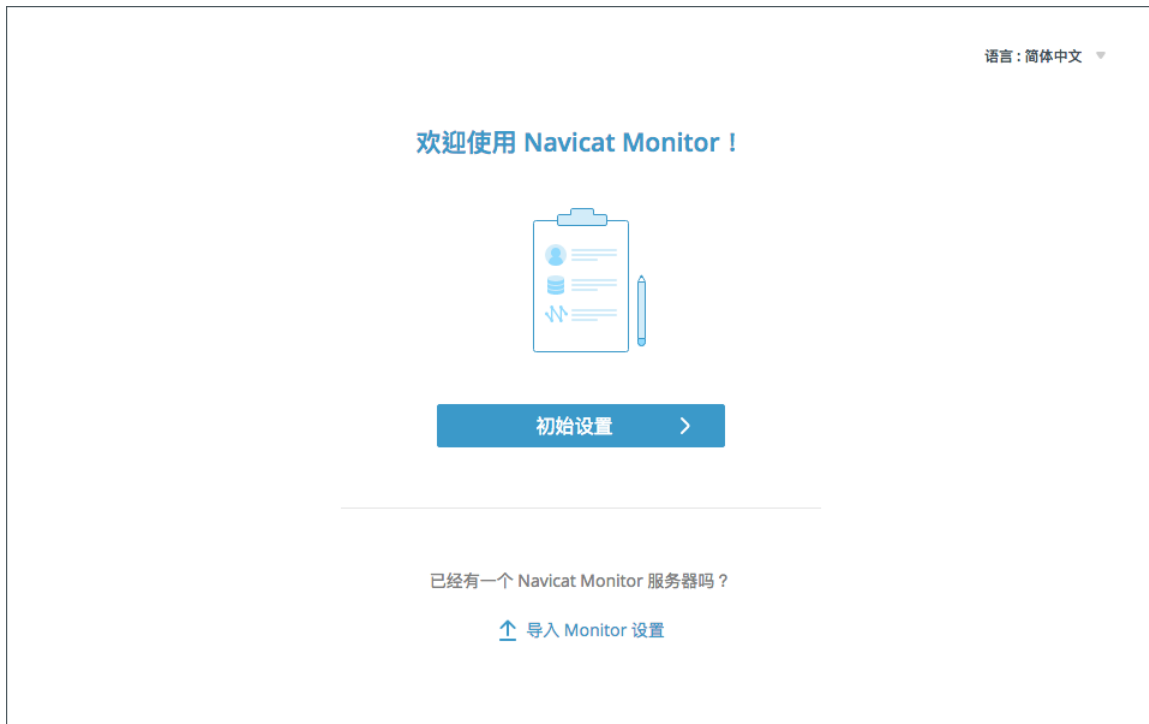 语言 : 简体中文
欢迎使用 Navicat Monitor！
初始设置
已经有一个 Navicat Monitor 服务器吗？
导入 Monitor 设置